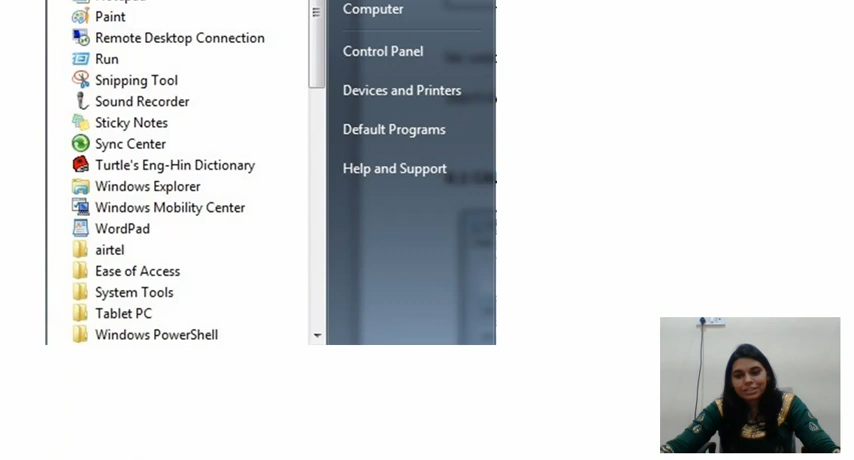 Paint
Remote Desktop Connection
Run
Snipping Tool
Sound Recorder
Sticky Notes
Sync Center
Turtle's Eng-Hin Dictionary
Windows Explorer
Windows Mobility Center
WordPad
airtel
Ease of Access
System Tools
Tablet PC
Windows PowerShell
Computer
Control Panel
Devices and Printers
Default Programs
Help and Support